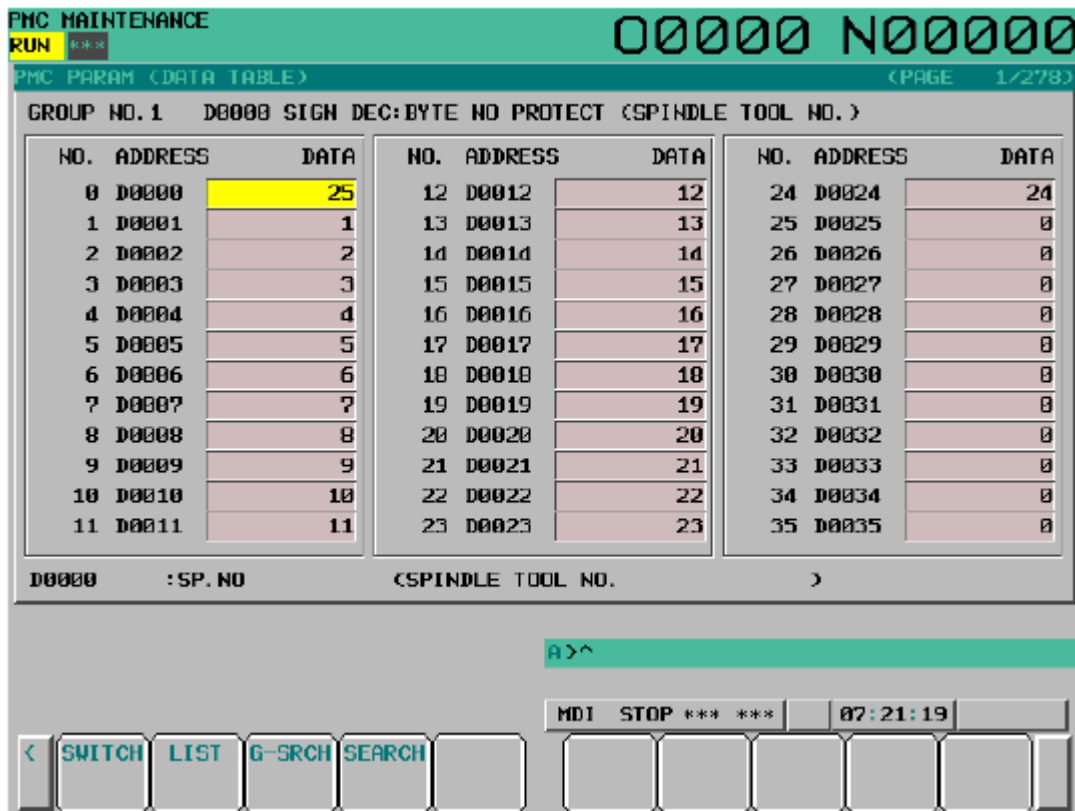 PMC MAINTENANCE
O0000 N00000
RUN ***
PMC PARAM (DATA TABLE) (PAGE 1/278)
GROUP NO.1 D0000 SIGN DEC:BYTE NO PROTECT (SPINDLE TOOL NO.)
NO. ADDRESS DATA NO. ADDRESS DATA NO. ADDRESS DATA
0 D0000 25 12 D0012 12 24 D0024 24
1 D0001 1 13 D0013 13 25 D0025 0
2 D0002 2 14 D0014 14 26 D0026 0
3 D0003 3 15 D0015 15 27 D0027 0
4 D0004 4 16 D0016 16 28 D0028 0
5 D0005 5 17 D0017 17 29 D0029 0
6 D0006 6 18 D0018 18 30 D0030 0
7 D0007 7 19 D0019 19 31 D0031 0
8 D0008 8 20 D0020 20 32 D0032 0
9 D0009 9 21 D0021 21 33 D0033 0
10 D0010 10 22 D0022 22 34 D0034 0
11 D0011 11 23 D0023 23 35 D0035 0
D0000 :SP.NO (SPINDLE TOOL NO. )
A>^
MDI STOP *** *** 07:21:19
< SWITCH LIST G-SRCH SEARCH